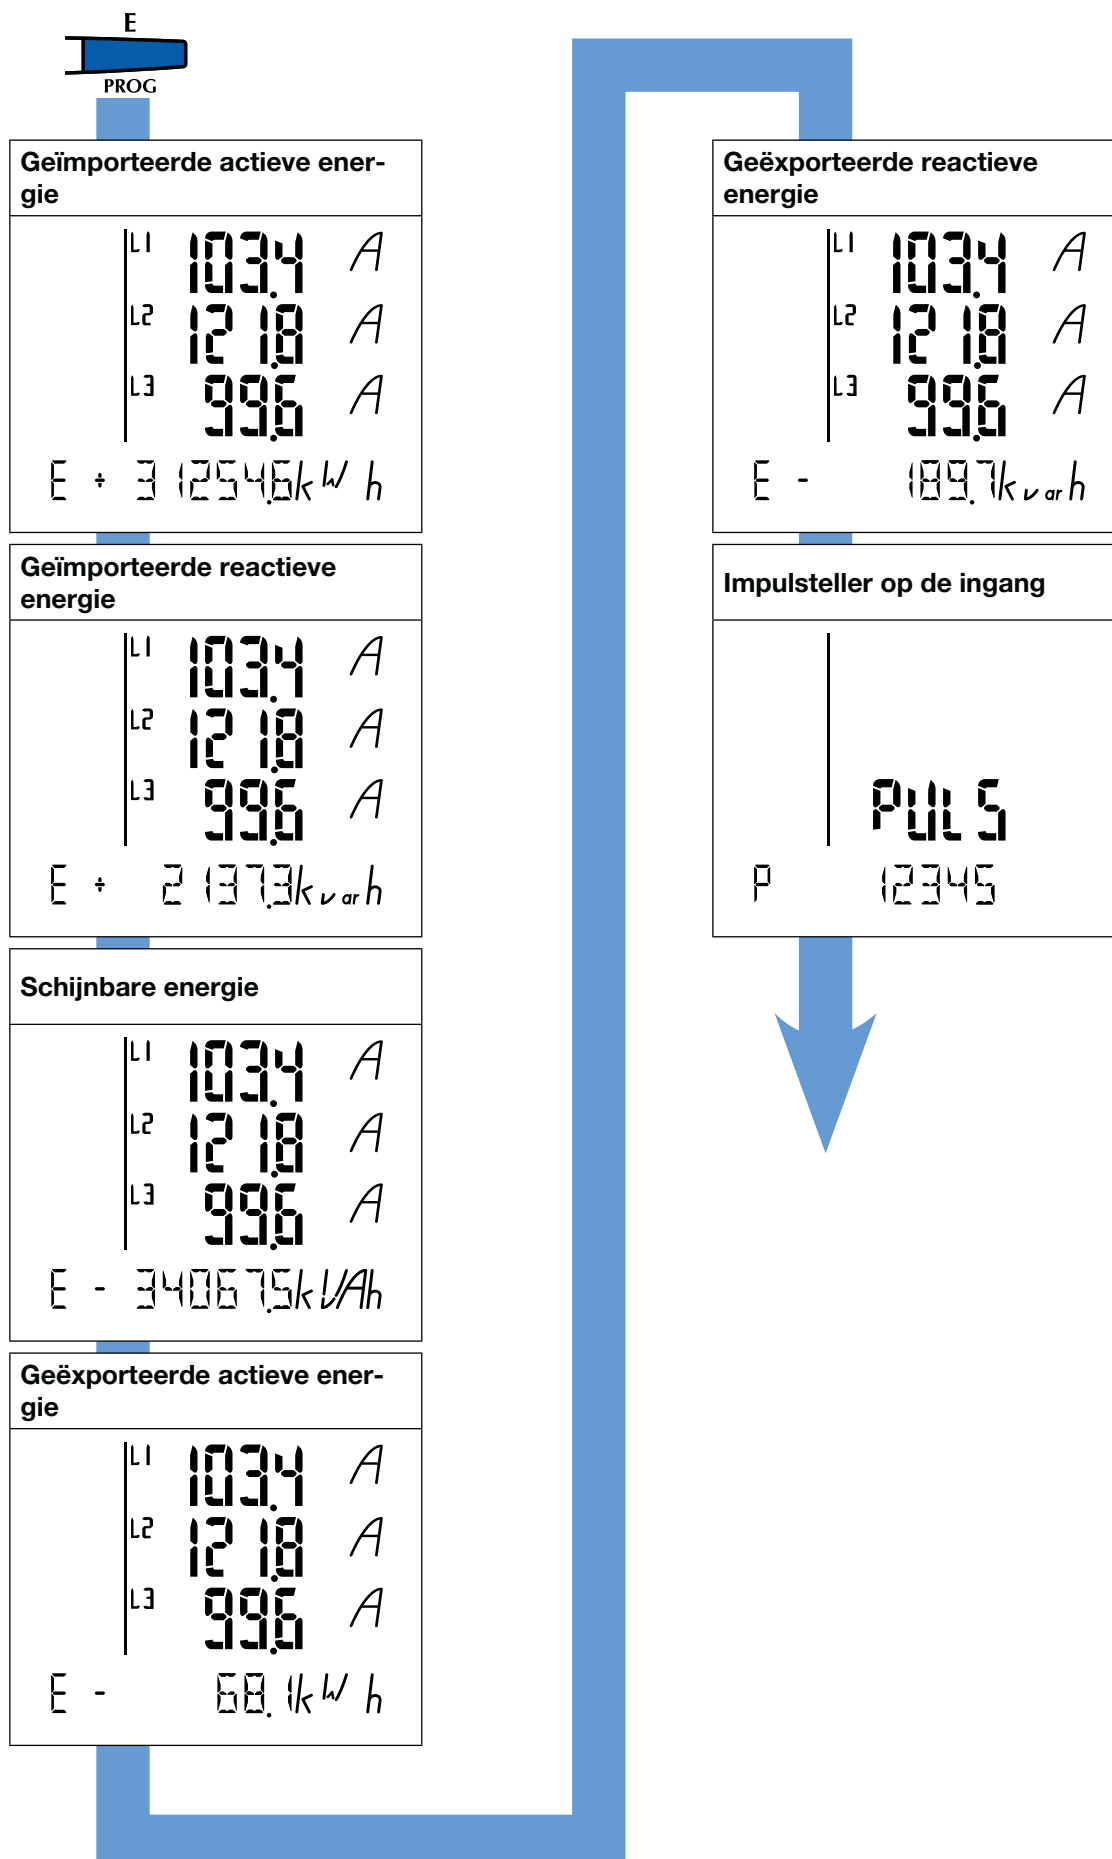 E
PROG
Geïmporteerde actieve ener-
gie
L1 103.4 A
L2 121.8 A
L3 99.6 A
E + 31254.6 kWh
Geïmporteerde reactieve
energie
L1 103.4 A
L2 121.8 A
L3 99.6 A
E + 2137.3 kvarh
Schijnbare energie
L1 103.4 A
L2 121.8 A
L3 99.6 A
E - 34067.5 kVAh
Geëxporteerde actieve ener-
gie
L1 103.4 A
L2 121.8 A
L3 99.6 A
E - 68.1 kWh
Geëxporteerde reactieve
energie
L1 103.4 A
L2 121.8 A
L3 99.6 A
E - 189.7 kvarh
Impulsteller op de ingang
PULS
P 12345